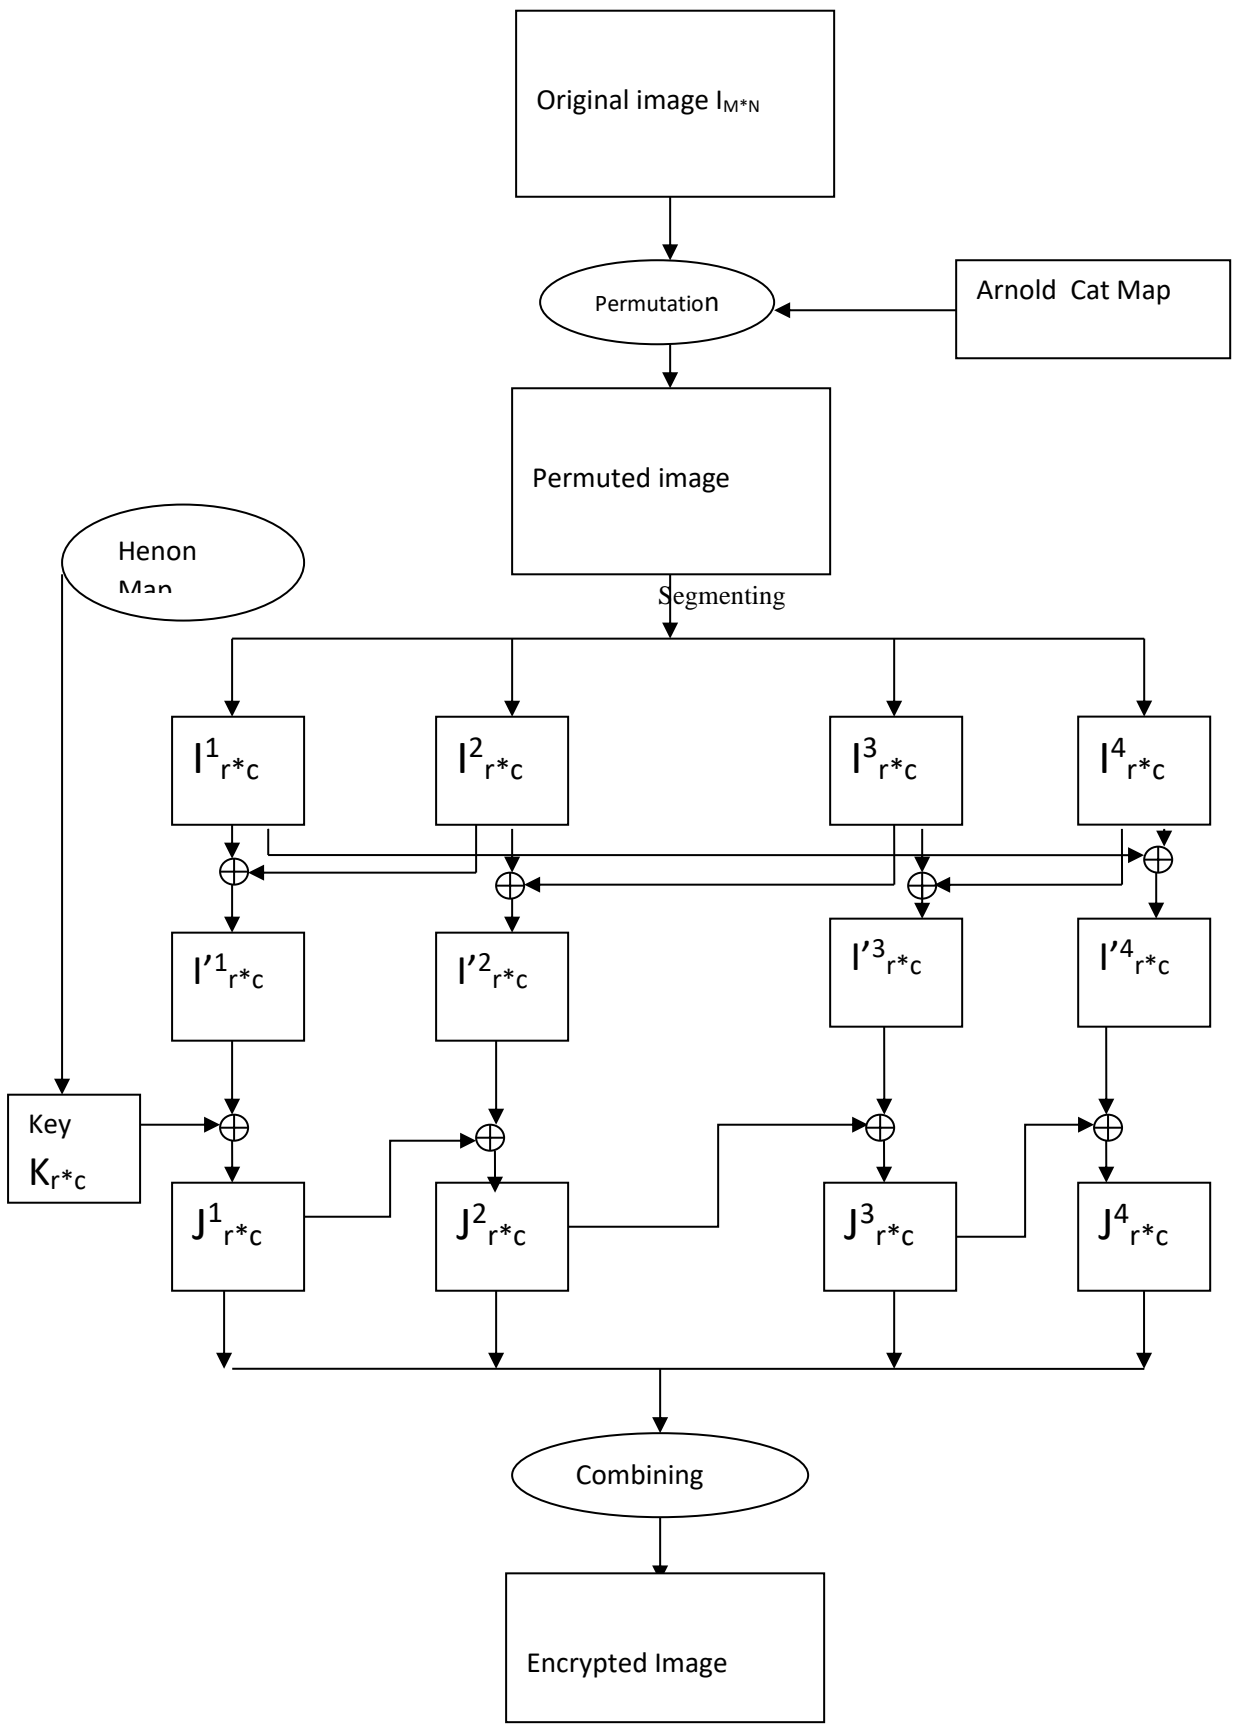 Original image I_M*N
Permutation
Arnold Cat Map
Permuted image
Henon
Map
Segmenting
I^1_r*c
I^2_r*c
I^3_r*c
I^4_r*c
I’^1_r*c
I’^2_r*c
I’^3_r*c
I’^4_r*c
Key
K_r*c
J^1_r*c
J^2_r*c
J^3_r*c
J^4_r*c
Combining
Encrypted Image